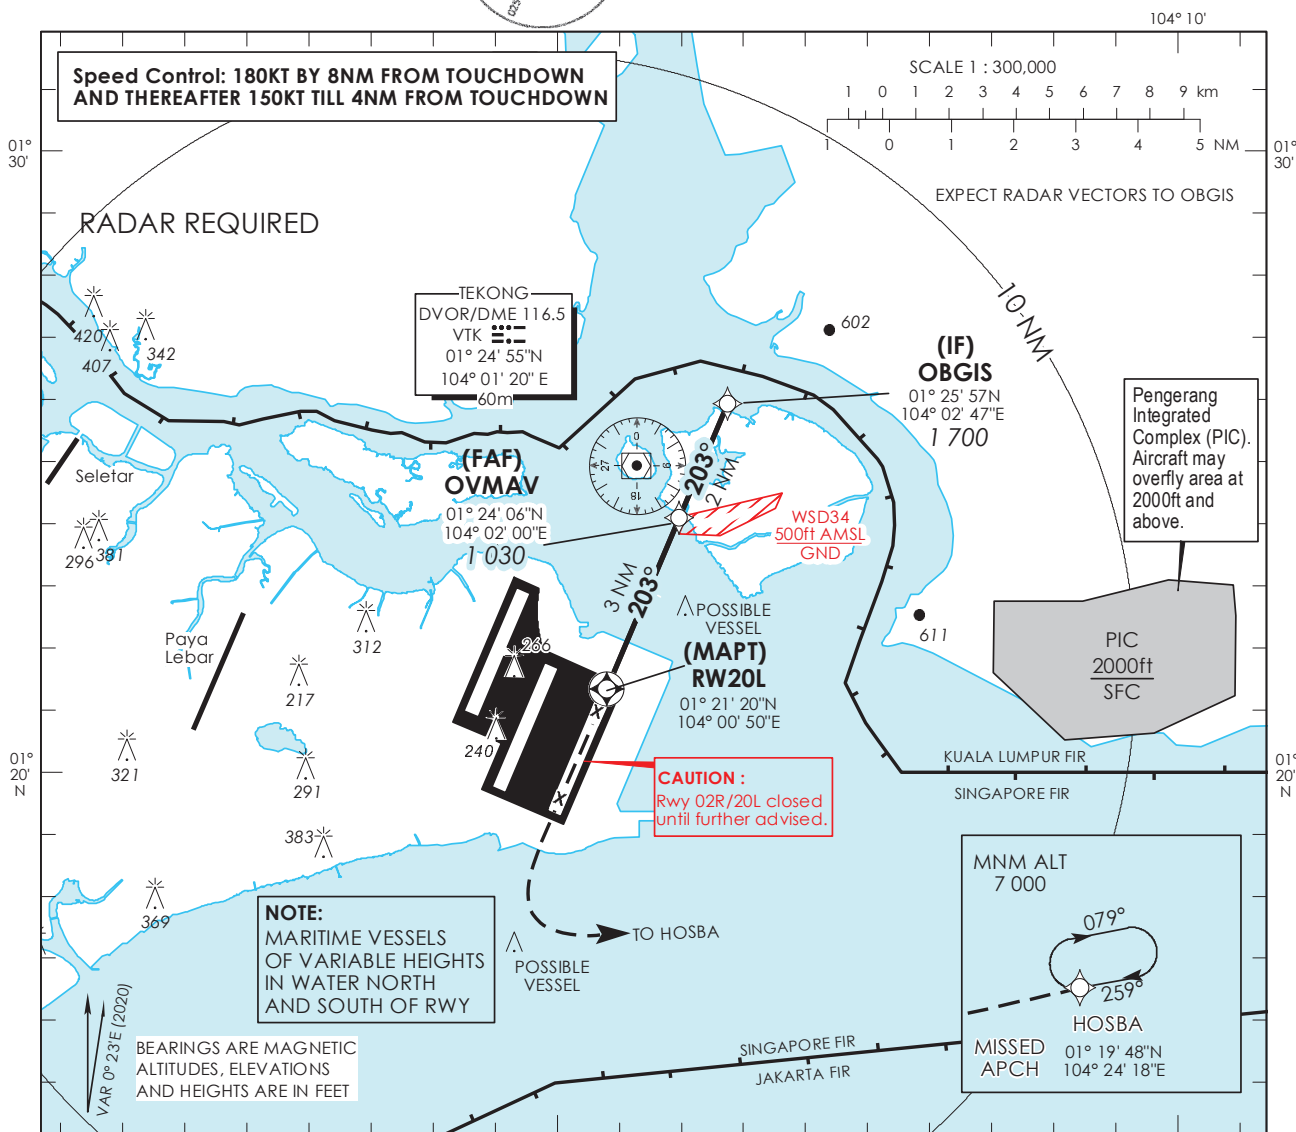 025
104° 10'
Speed Control: 180KT BY 8NM FROM TOUCHDOWN
AND THEREAFTER 150KT TILL 4NM FROM TOUCHDOWN
SCALE 1 : 300,000
1 0 1 2 3 4 5 6 7 8 9 km
1 0 1 2 3 4 5 NM
01°
30'
01°
30'
EXPECT RADAR VECTORS TO OBGIS
RADAR REQUIRED
10 NM
TEKONG
DVOR/DME 116.5
VTK
01° 24' 55"N
104° 01' 20" E
60m
420
407
342
602
(IF)
OBGIS
01° 25' 57N
104° 02' 47"E
1 700
Pengerang
Integrated
Complex (PIC).
Aircraft may
overfly area at
2000ft and
above.
0
9
18
27
203°
2 NM
Seletar
(FAF)
OVMAV
01° 24' 06"N
104° 02' 00"E
1 030
WSD34
500ft AMSL
GND
296
381
3 NM
203°
POSSIBLE
VESSEL
611
312
Paya
Lebar
266
217
(MAPT)
RW20L
01° 21' 20"N
104° 00' 50"E
PIC
2000ft
SFC
240
321
291
X
X
01°
20'
N
01°
20'
N
CAUTION :
Rwy 02R/20L closed
until further advised.
KUALA LUMPUR FIR
SINGAPORE FIR
383
369
TO HOSBA
POSSIBLE
VESSEL
NOTE:
MARITIME VESSELS
OF VARIABLE HEIGHTS
IN WATER NORTH
AND SOUTH OF RWY
MNM ALT
7 000
079°
259°
HOSBA
01° 19' 48"N
104° 24' 18"E
MISSED
APCH
VAR 0° 23'E (2020)
BEARINGS ARE MAGNETIC
ALTITUDES, ELEVATIONS
AND HEIGHTS ARE IN FEET
SINGAPORE FIR
JAKARTA FIR